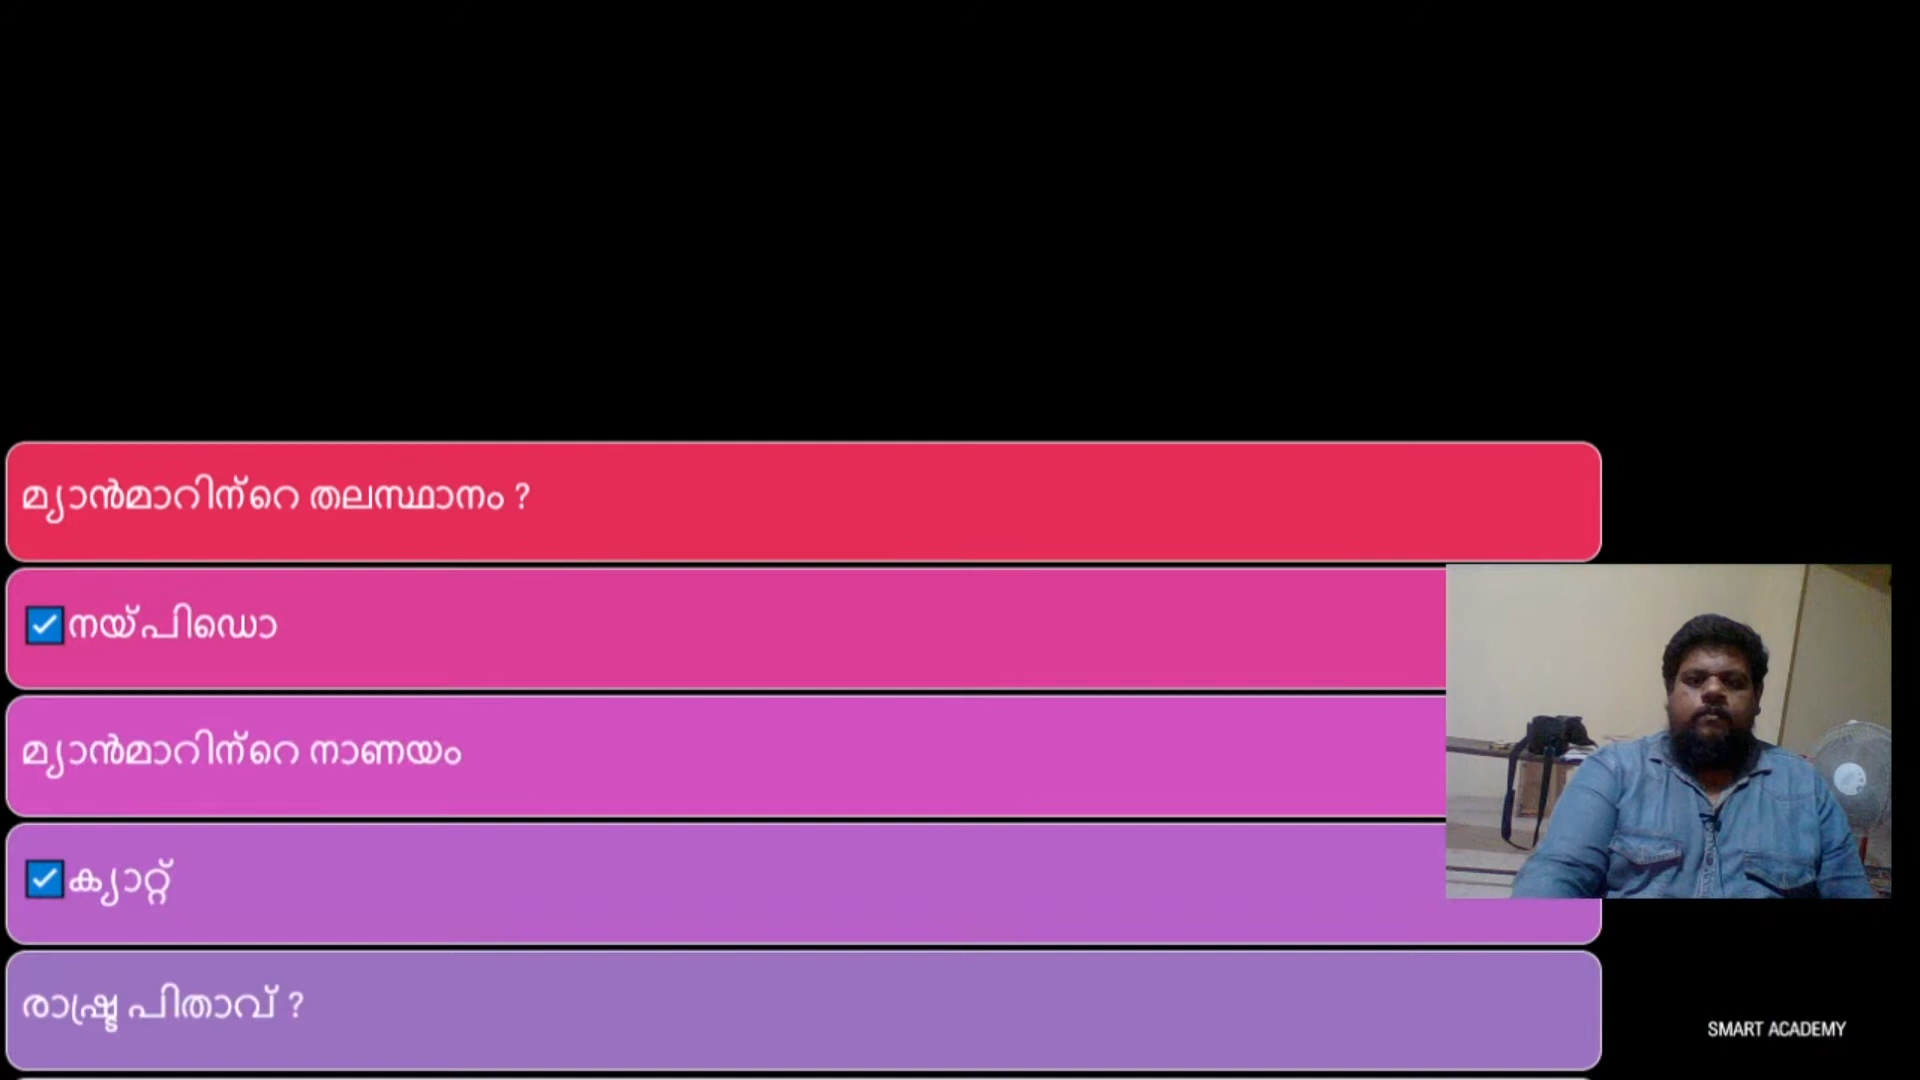 മ്യാൻമാറിന്റെ തലസ്ഥാനം ?
☑നയ്പിഡൊ
മ്യാൻമാറിന്റെ നാണയം
☑ക്യാറ്റ്
രാഷ്ട്ര പിതാവ് ?
SMART ACADEMY